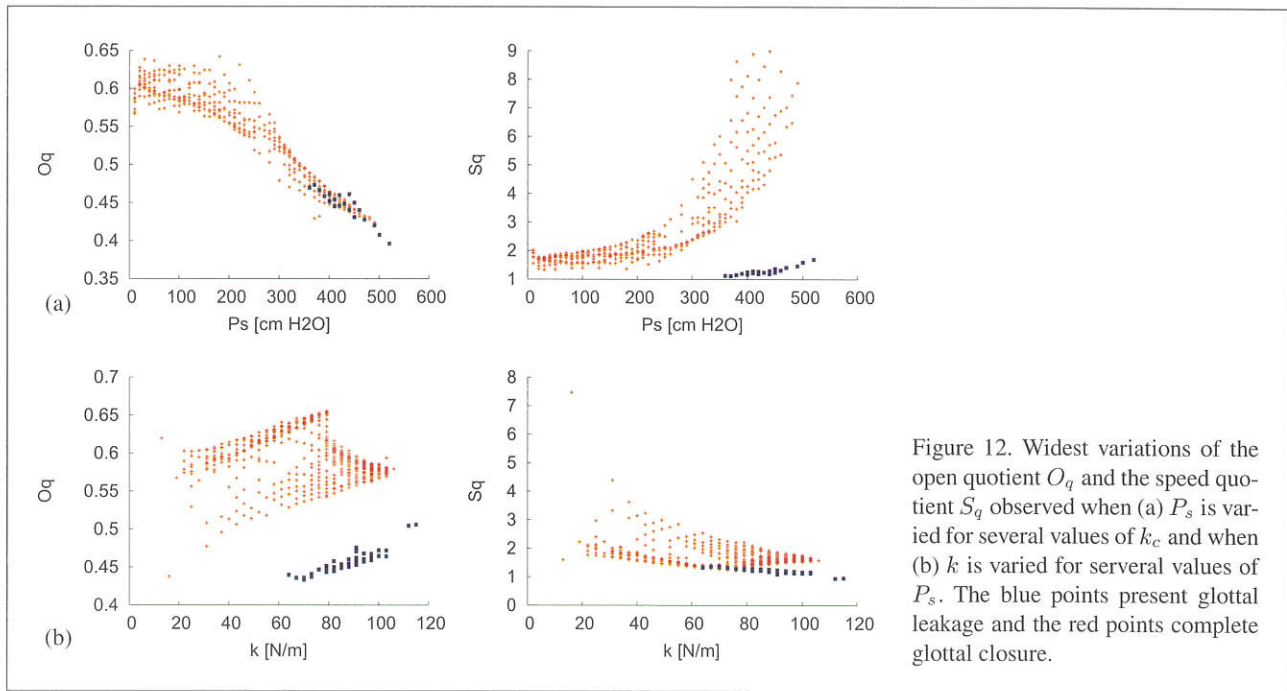 0.65
0.6
0.55
0.5
0.45
0.4
0.35
Oq
0 100 200 300 400 500 600
Ps [cm H2O]
9
8
7
6
5
4
3
2
1
Sq
0 100 200 300 400 500 600
Ps [cm H2O]
(a)
0.7
0.65
0.6
0.55
0.5
0.45
0.4
Oq
0 20 40 60 80 100 120
k [N/m]
8
7
6
5
4
3
2
1
0
Sq
0 20 40 60 80 100 120
k [N/m]
(b)
Figure 12. Widest variations of the
open quotient Oq and the speed quo-
tient Sq observed when (a) Ps is var-
ied for several values of kc and when
(b) k is varied for serveral values of
Ps. The blue points present glottal
leakage and the red points complete
glottal closure.